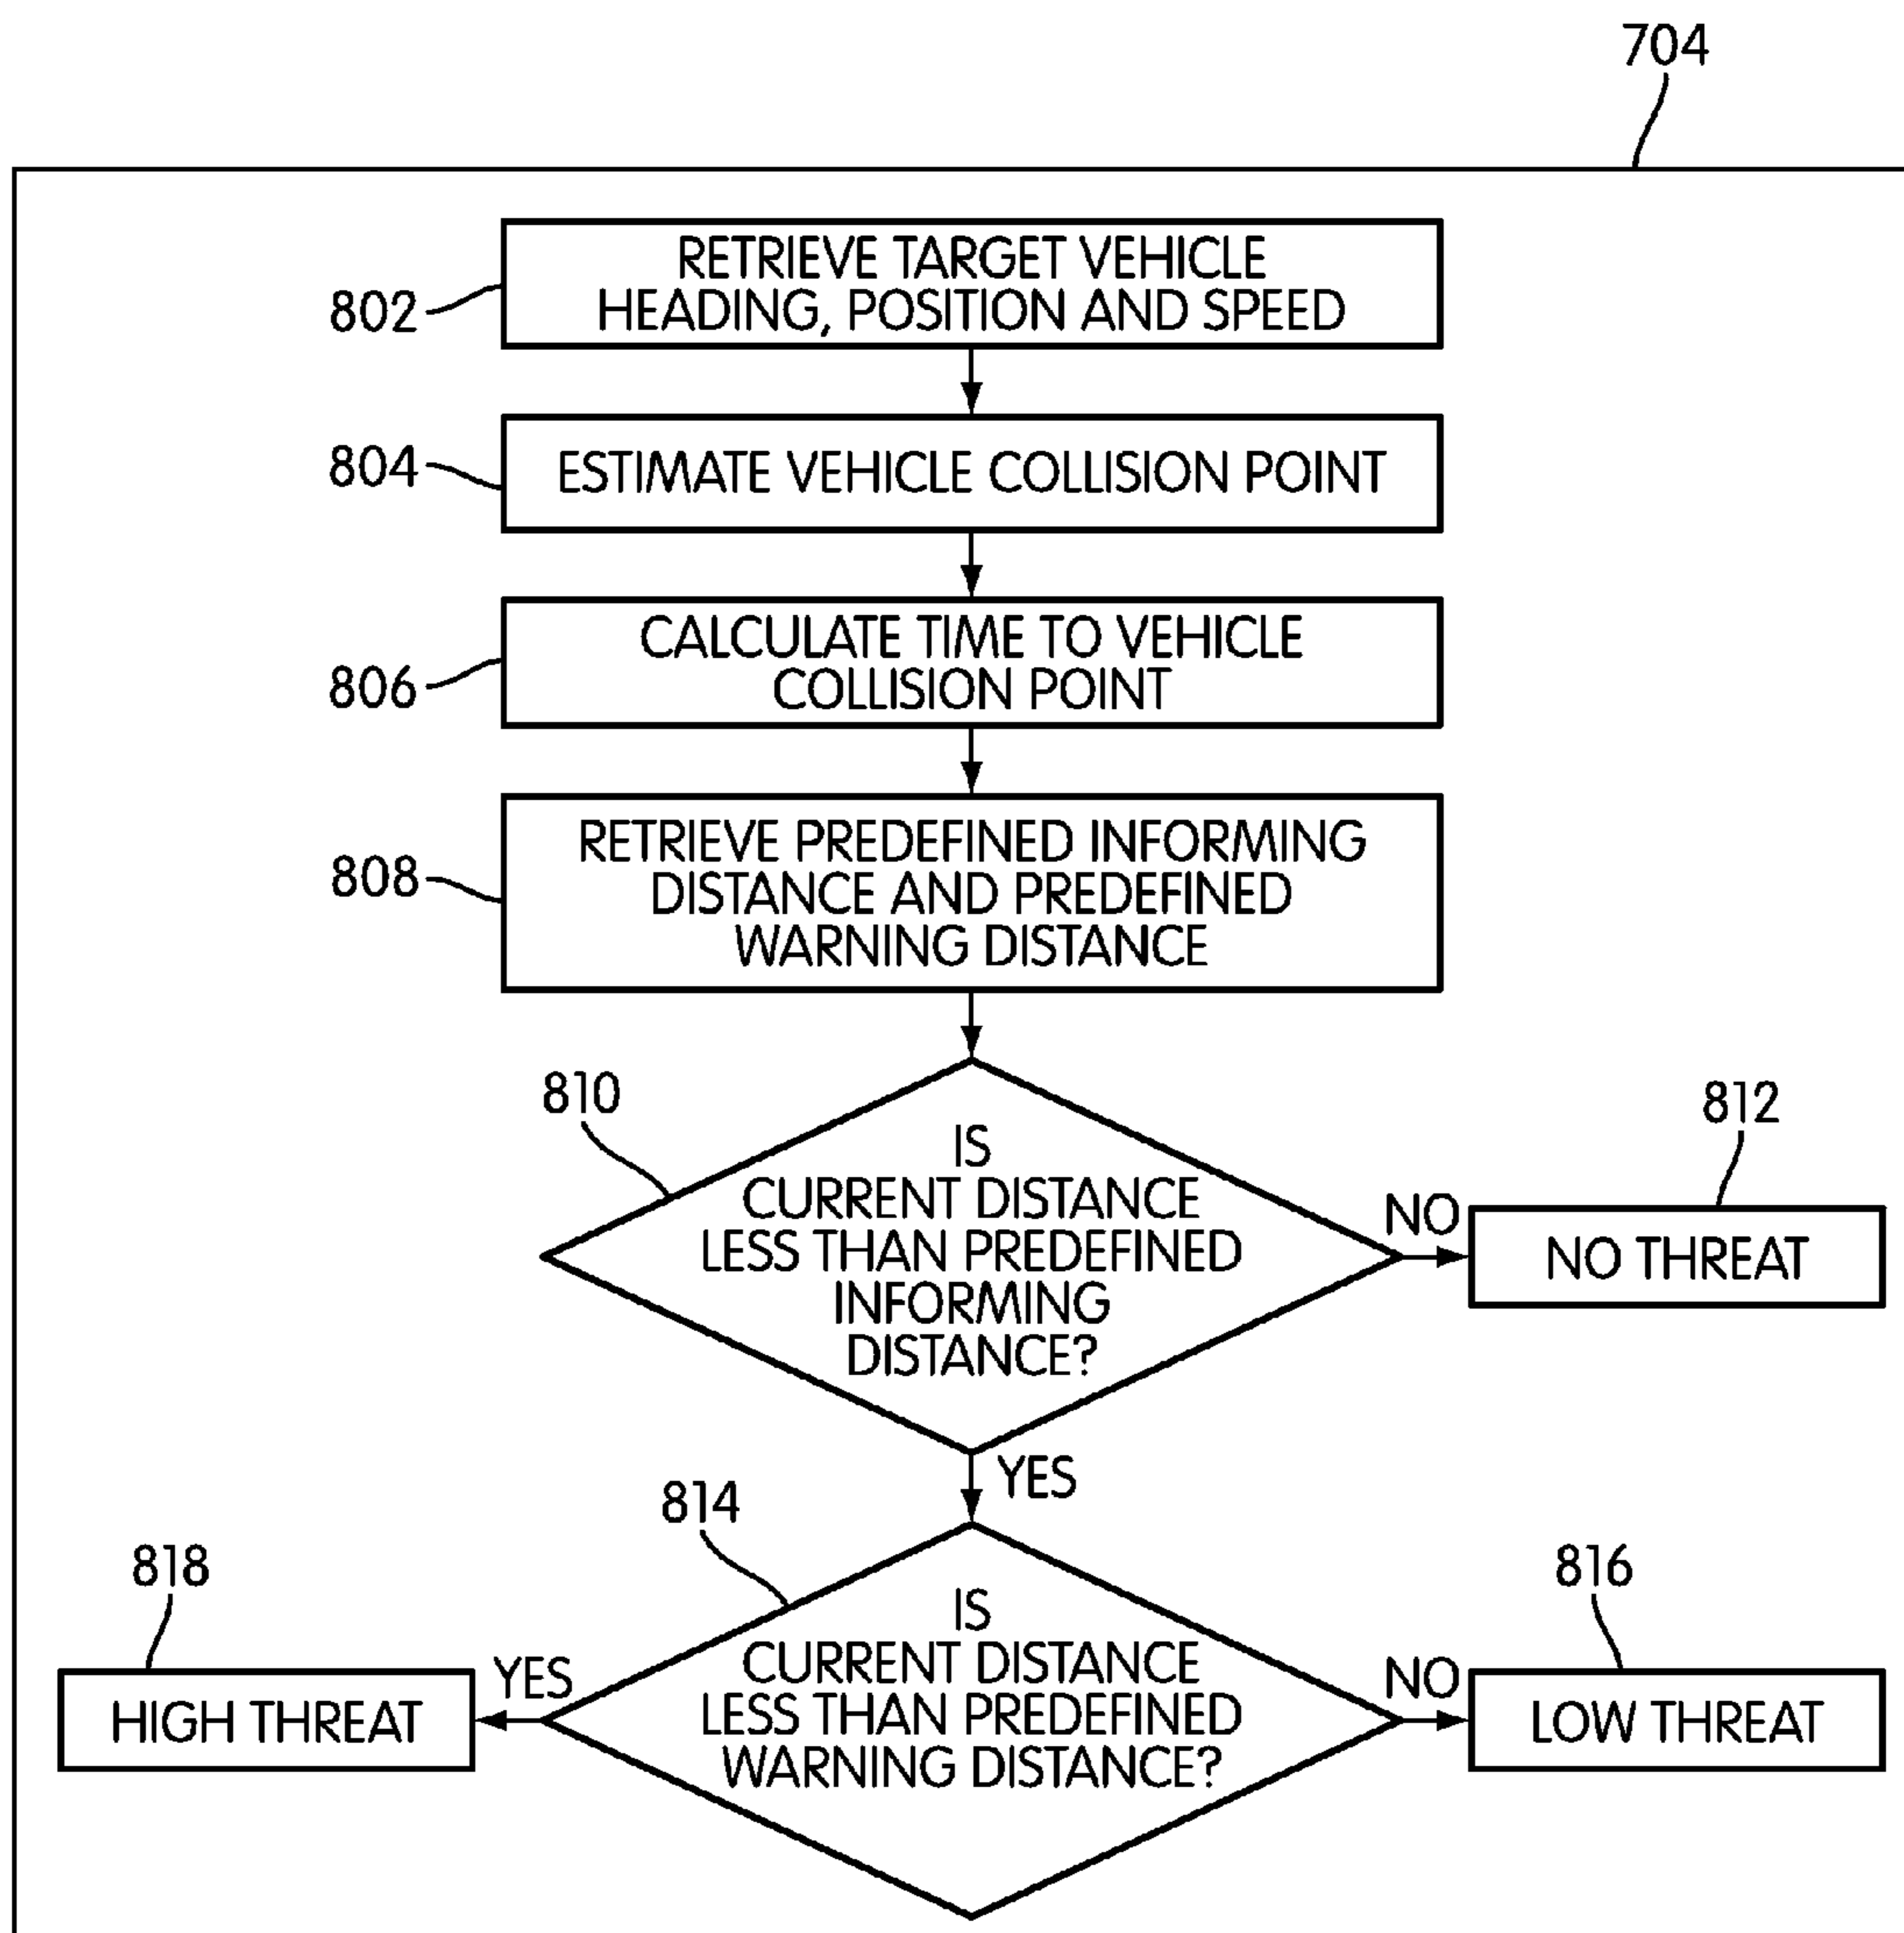 704
RETRIEVE TARGET VEHICLE
HEADING, POSITION AND SPEED
802
ESTIMATE VEHICLE COLLISION POINT
804
CALCULATE TIME TO VEHICLE
COLLISION POINT
806
RETRIEVE PREDEFINED INFORMING
DISTANCE AND PREDEFINED
WARNING DISTANCE
808
810
IS
CURRENT DISTANCE
LESS THAN PREDEFINED
INFORMING
DISTANCE?
NO
812
NO THREAT
YES
814
IS
CURRENT DISTANCE
LESS THAN PREDEFINED
WARNING DISTANCE?
YES
818
HIGH THREAT
NO
816
LOW THREAT